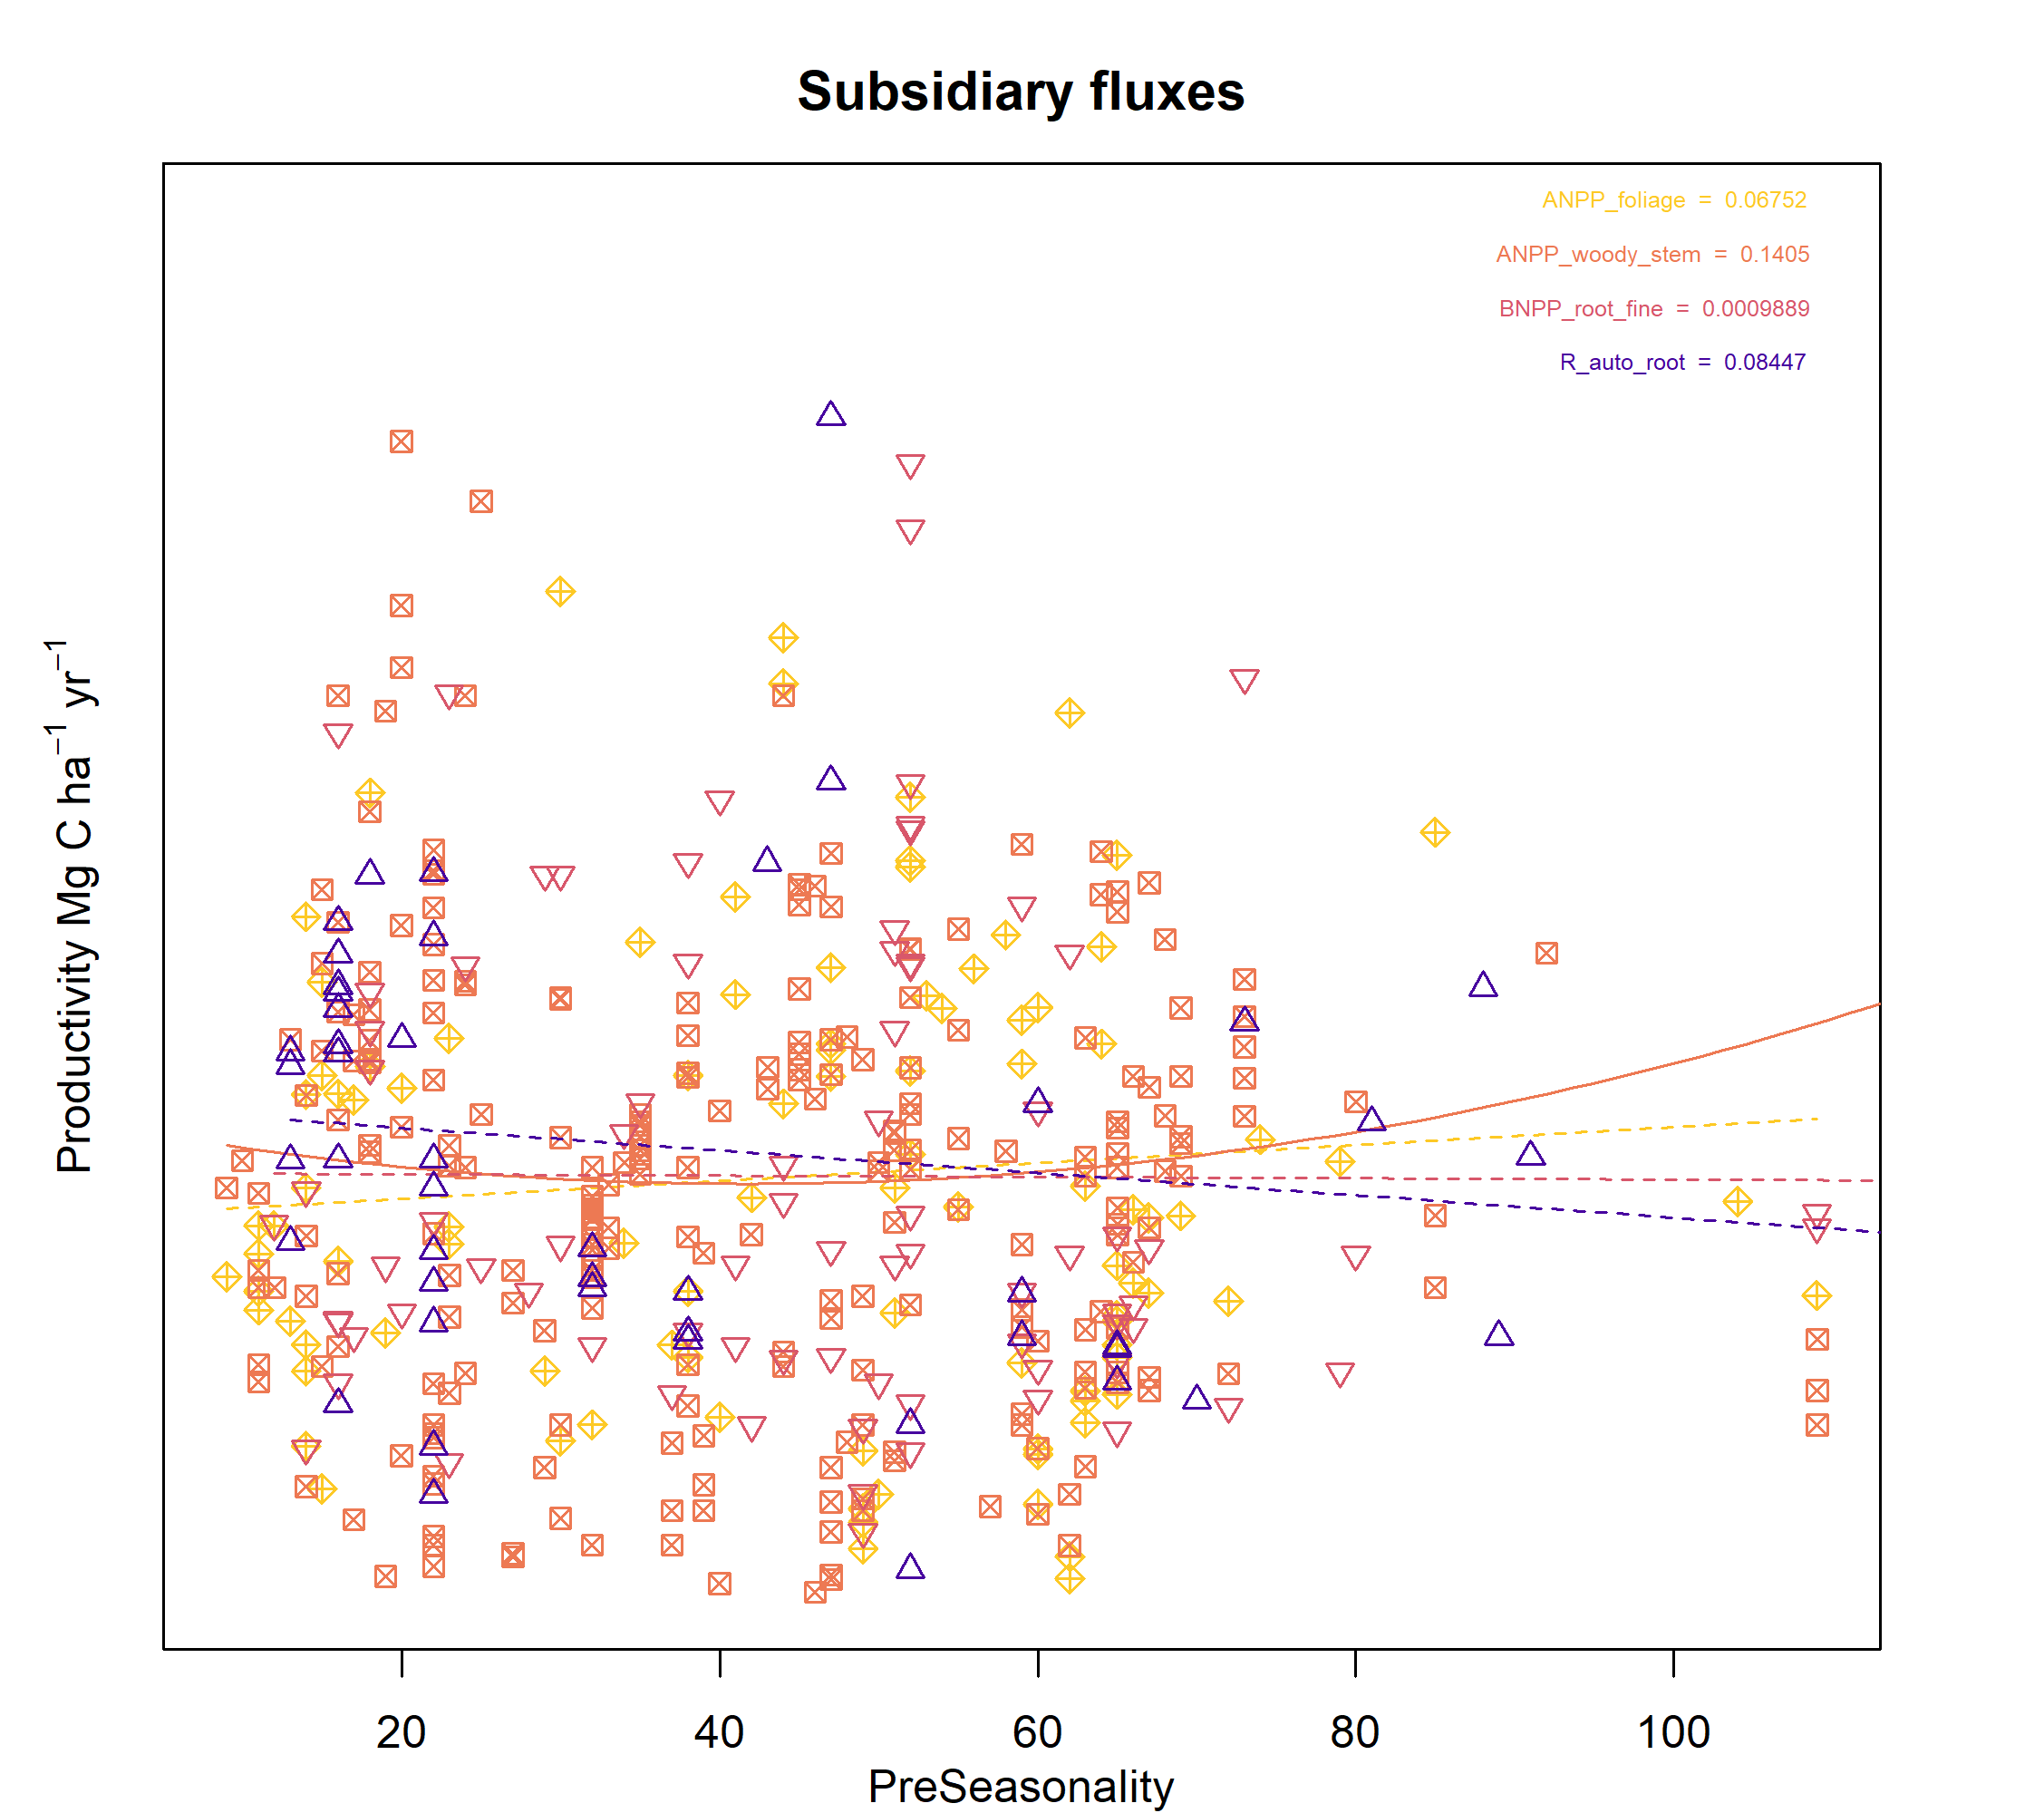 Subsidiary fluxes
ANPP_foliage = 0.06752
ANPP_woody_stem = 0.1405
BNPP_root_fine = 0.0009889
R_auto_root = 0.08447
Productivity Mg C ha⁻¹ yr⁻¹
20 40 60 80 100
PreSeasonality